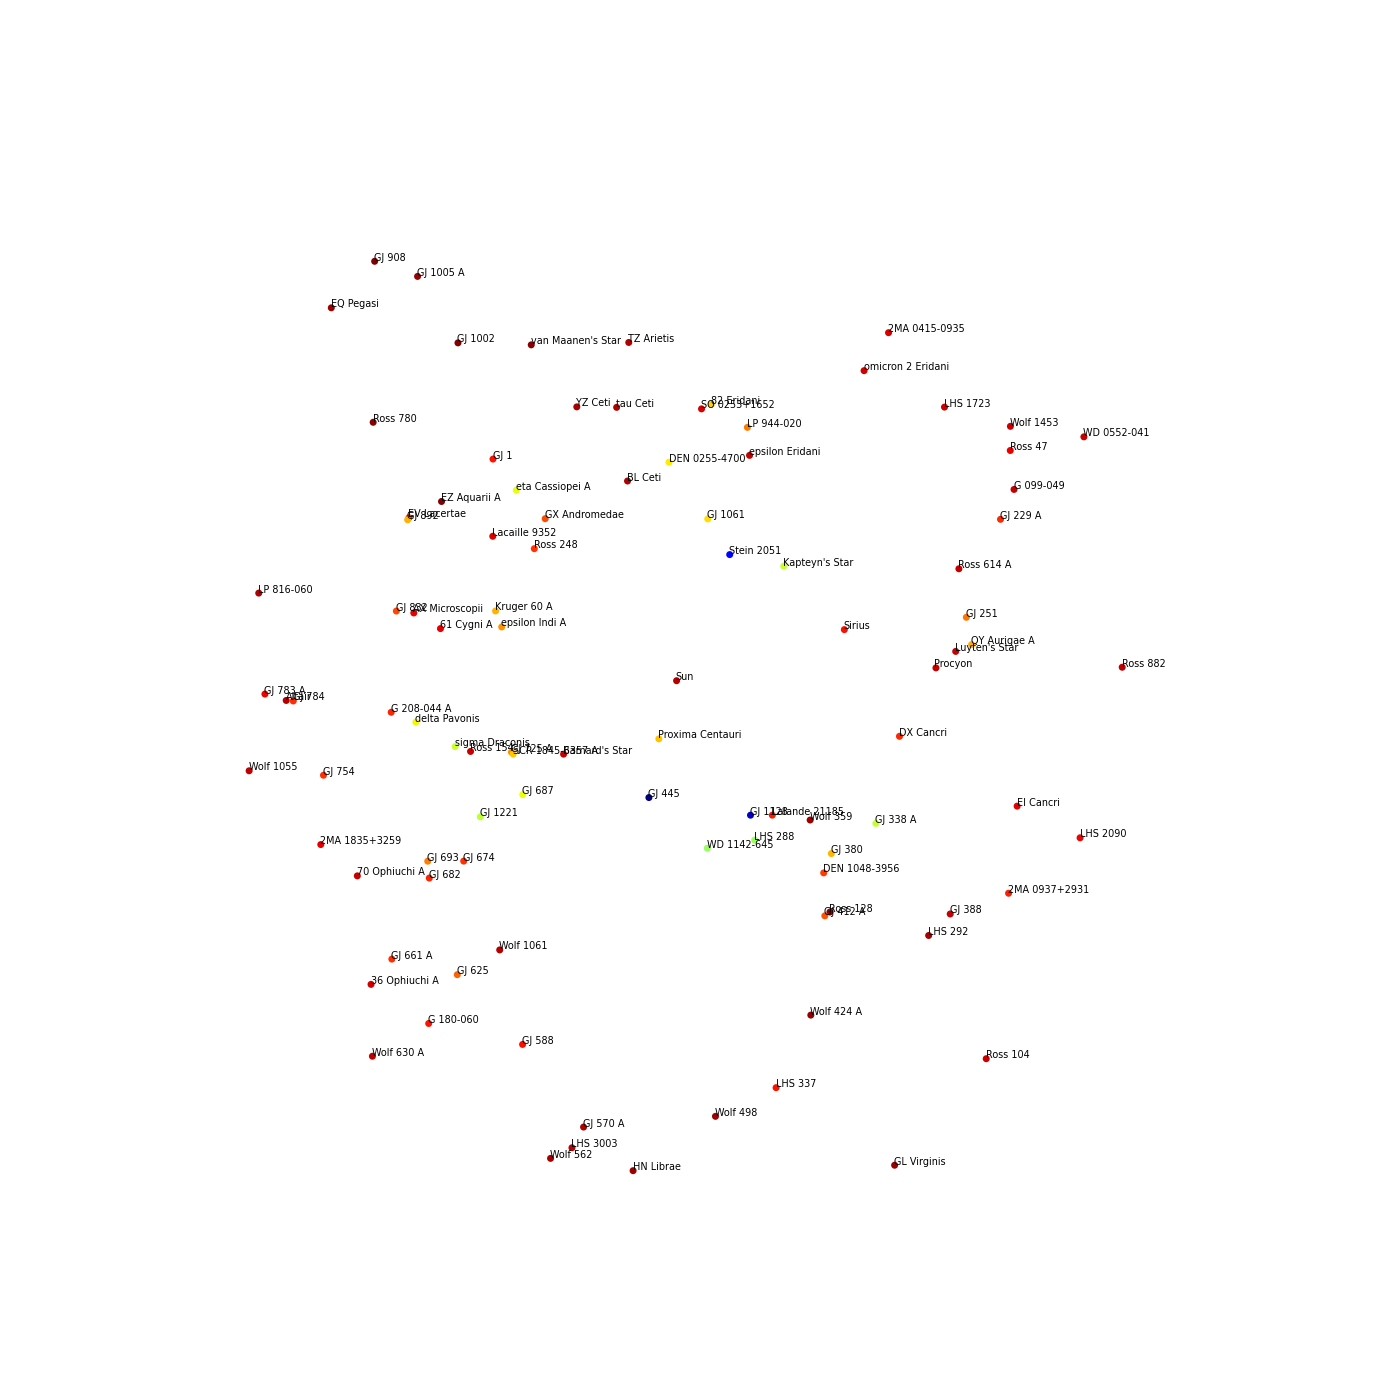 GJ 908
GJ 1005 A
EQ Pegasi
2MA 0415-0935
GJ 1002
van Maanen's Star
TZ Arietis
omicron 2 Eridani
YZ Ceti
tau Ceti
82 Eridani
SO 0253+1652
LHS 1723
Ross 780
LP 944-020
Wolf 1453
WD 0552-041
GJ 1
DEN 0255-4700
epsilon Eridani
Ross 47
BL Ceti
eta Cassiopei A
G 099-049
EZ Aquarii A
EV Lacertae
GJ 892
GX Andromedae
GJ 1061
GJ 229 A
Lacaille 9352
Ross 248
Stein 2051
Kapteyn's Star
Ross 614 A
LP 816-060
GJ 832
AX Microscopii
Kruger 60 A
GJ 251
61 Cygni A
epsilon Indi A
Sirius
QY Aurigae A
Luyten's Star
Procyon
Ross 882
Sun
GJ 783 A
Altair
GJ 784
G 208-044 A
delta Pavonis
Proxima Centauri
DX Cancri
sigma Draconis
Ross 154
GJ 725 A
SCR 1845-6357 A
Barnard's Star
Wolf 1055
GJ 754
GJ 687
GJ 445
EI Cancri
GJ 1221
GJ 1128
Lalande 21185
Wolf 359
GJ 338 A
2MA 1835+3259
WD 1142-645
LHS 288
GJ 380
LHS 2090
GJ 693
GJ 674
70 Ophiuchi A
GJ 682
DEN 1048-3956
2MA 0937+2931
GJ 412 A
Ross 128
GJ 388
LHS 292
Wolf 1061
GJ 661 A
GJ 625
36 Ophiuchi A
G 180-060
Wolf 424 A
GJ 588
Wolf 630 A
Ross 104
LHS 337
Wolf 498
GJ 570 A
LHS 3003
Wolf 562
HN Librae
GL Virginis